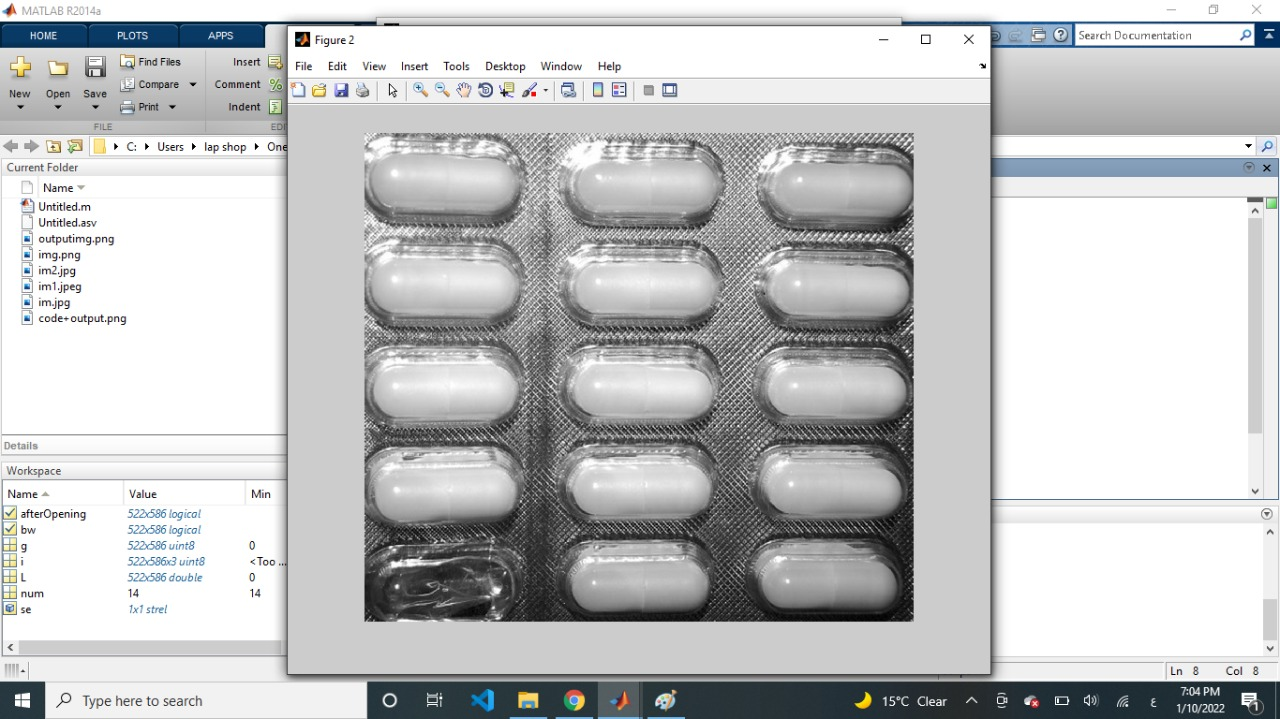 MATLAB R2014a
HOME PLOTS APPS
Search Documentation
Figure 2
File Edit View Insert Tools Desktop Window Help
New Open Save
Find Files
Compare
Print
Insert
Comment
Indent
FILE
C: Users lap shop
Current Folder
Name
Untitled.m
Untitled.asv
outputimg.png
img.png
im2.jpg
im1.jpeg
im.jpg
code+output.png
Details
Workspace
Name Value Min
afterOpening 522x586 logical
bw 522x586 logical
g 522x586 uint8 0
i 522x586x3 uint8 <Too ...
L 522x586 double 0
num 14 14
se 1x1 strel
Ln 8 Col 8
Type here to search
15°C Clear
ع
7:04 PM
1/10/2022
1